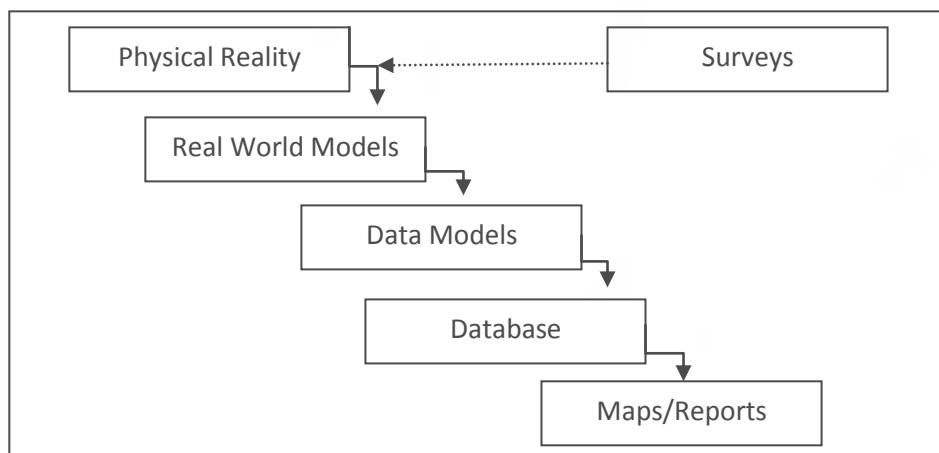 Physical Reality
Surveys
Real World Models
Data Models
Database
Maps/Reports